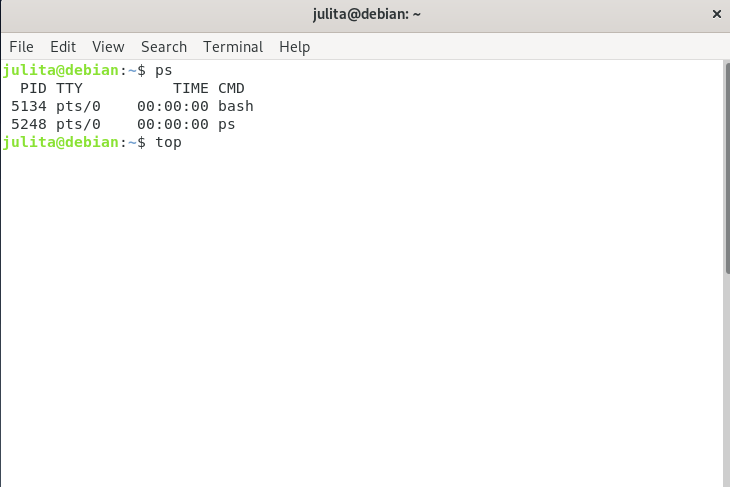 julita@debian: ~ ×
File Edit View Search Terminal Help
julita@debian:~$ ps
  PID TTY          TIME CMD
 5134 pts/0    00:00:00 bash
 5248 pts/0    00:00:00 ps
julita@debian:~$ top